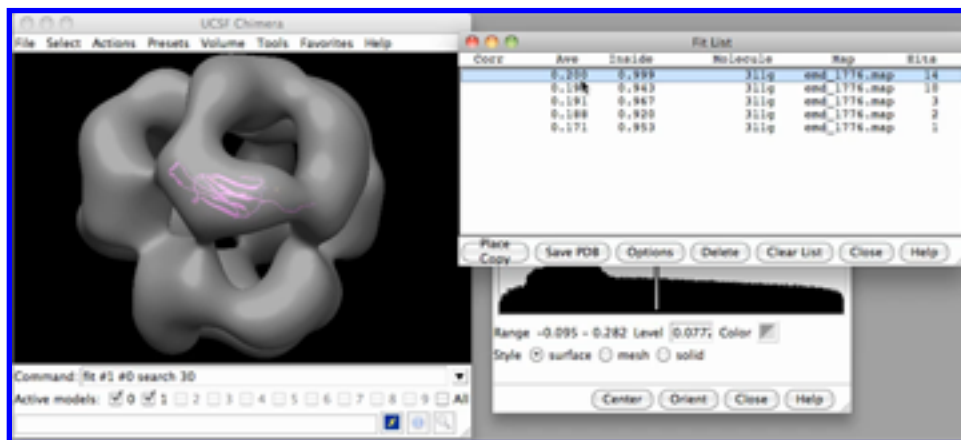 UCSF Chimera
File Select Actions Presets Volume Tools Favorites Help
Fit List
Corr Ave Inside Molecule Map Hits
0.200 0.999 3llg emd_1776.map 14
0.943 3llg emd_1776.map 10
0.191 0.967 3llg emd_1776.map 3
0.188 0.920 3llg emd_1776.map 2
0.171 0.953 3llg emd_1776.map 1
Place Copy Save PDB Options Delete Clear List Close Help
Range -0.095 - 0.282 Level 0.077 Color
Style surface mesh solid
Command: fit #1 #0 search 30
Active models: 0 1 2 3 4 5 6 7 8 9 All
Center Orient Close Help